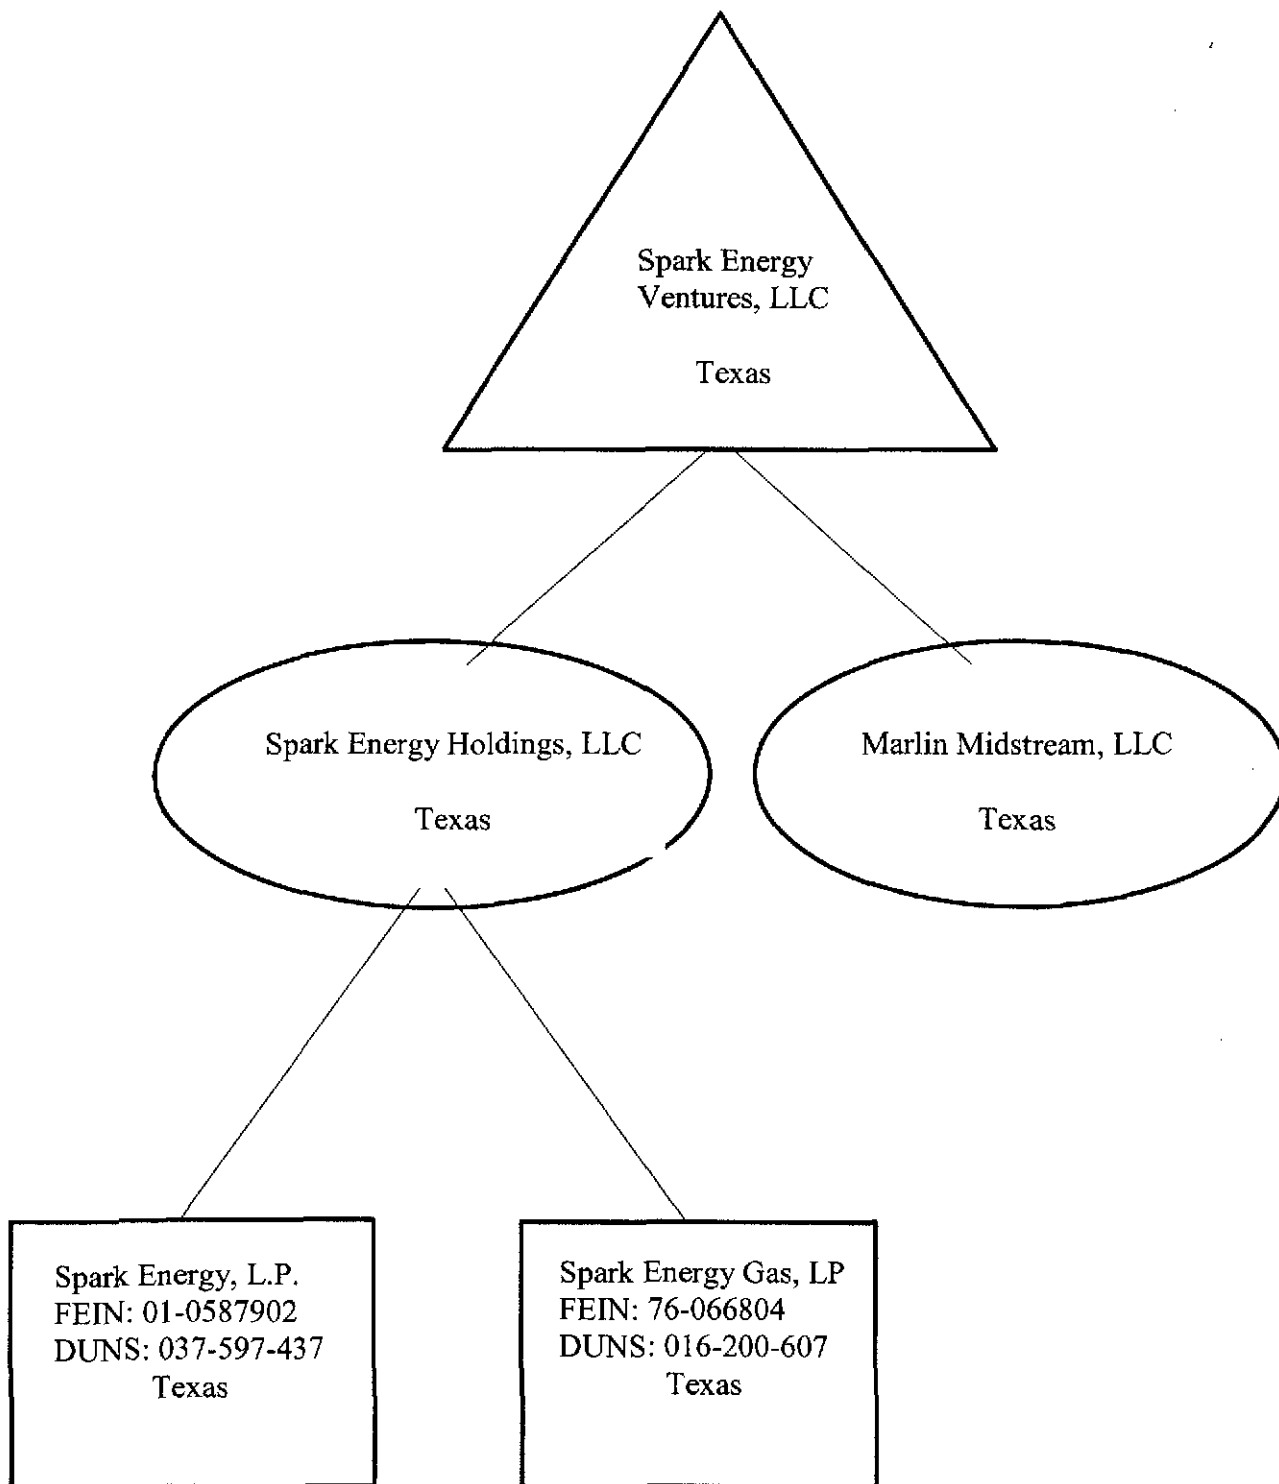 Spark Energy
Ventures, LLC
Texas
Spark Energy Holdings, LLC
Texas
Marlin Midstream, LLC
Texas
Spark Energy, L.P.
FEIN: 01-0587902
DUNS: 037-597-437
Texas
Spark Energy Gas, LP
FEIN: 76-066804
DUNS: 016-200-607
Texas